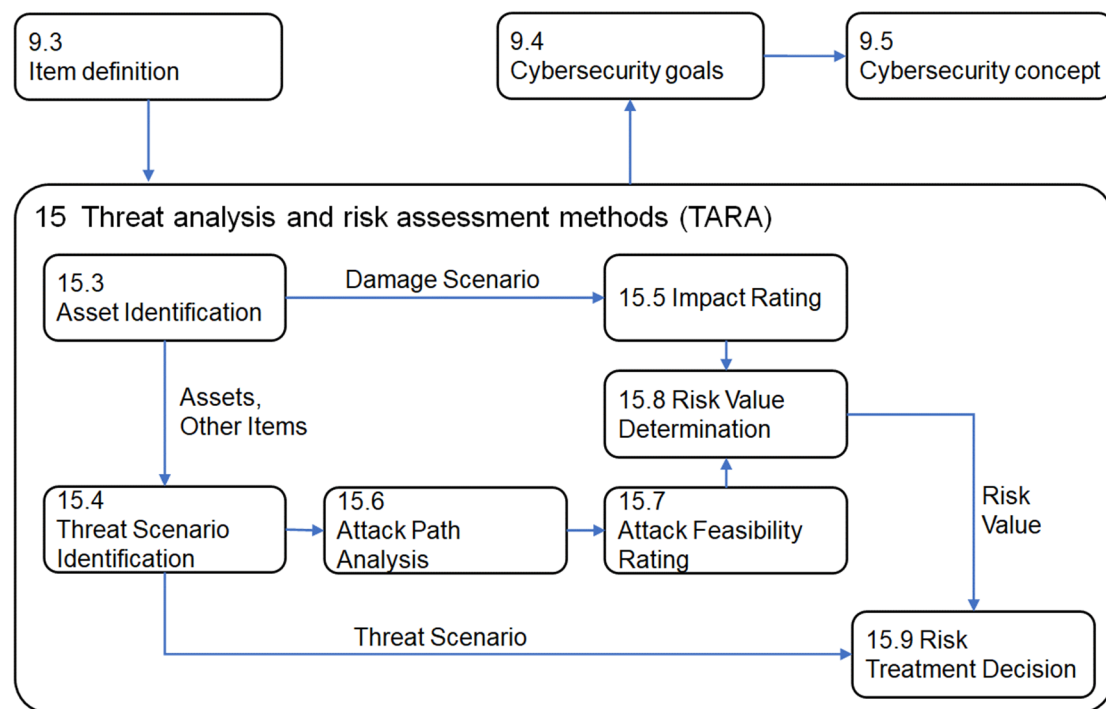 9.3
Item definition
9.4
Cybersecurity goals
9.5
Cybersecurity concept
15 Threat analysis and risk assessment methods (TARA)
15.3
Asset Identification
Damage Scenario
15.5 Impact Rating
Assets,
Other Items
15.8 Risk Value
Determination
15.4
Threat Scenario
Identification
15.6
Attack Path
Analysis
15.7
Attack Feasibility
Rating
Risk
Value
Threat Scenario
15.9 Risk
Treatment Decision